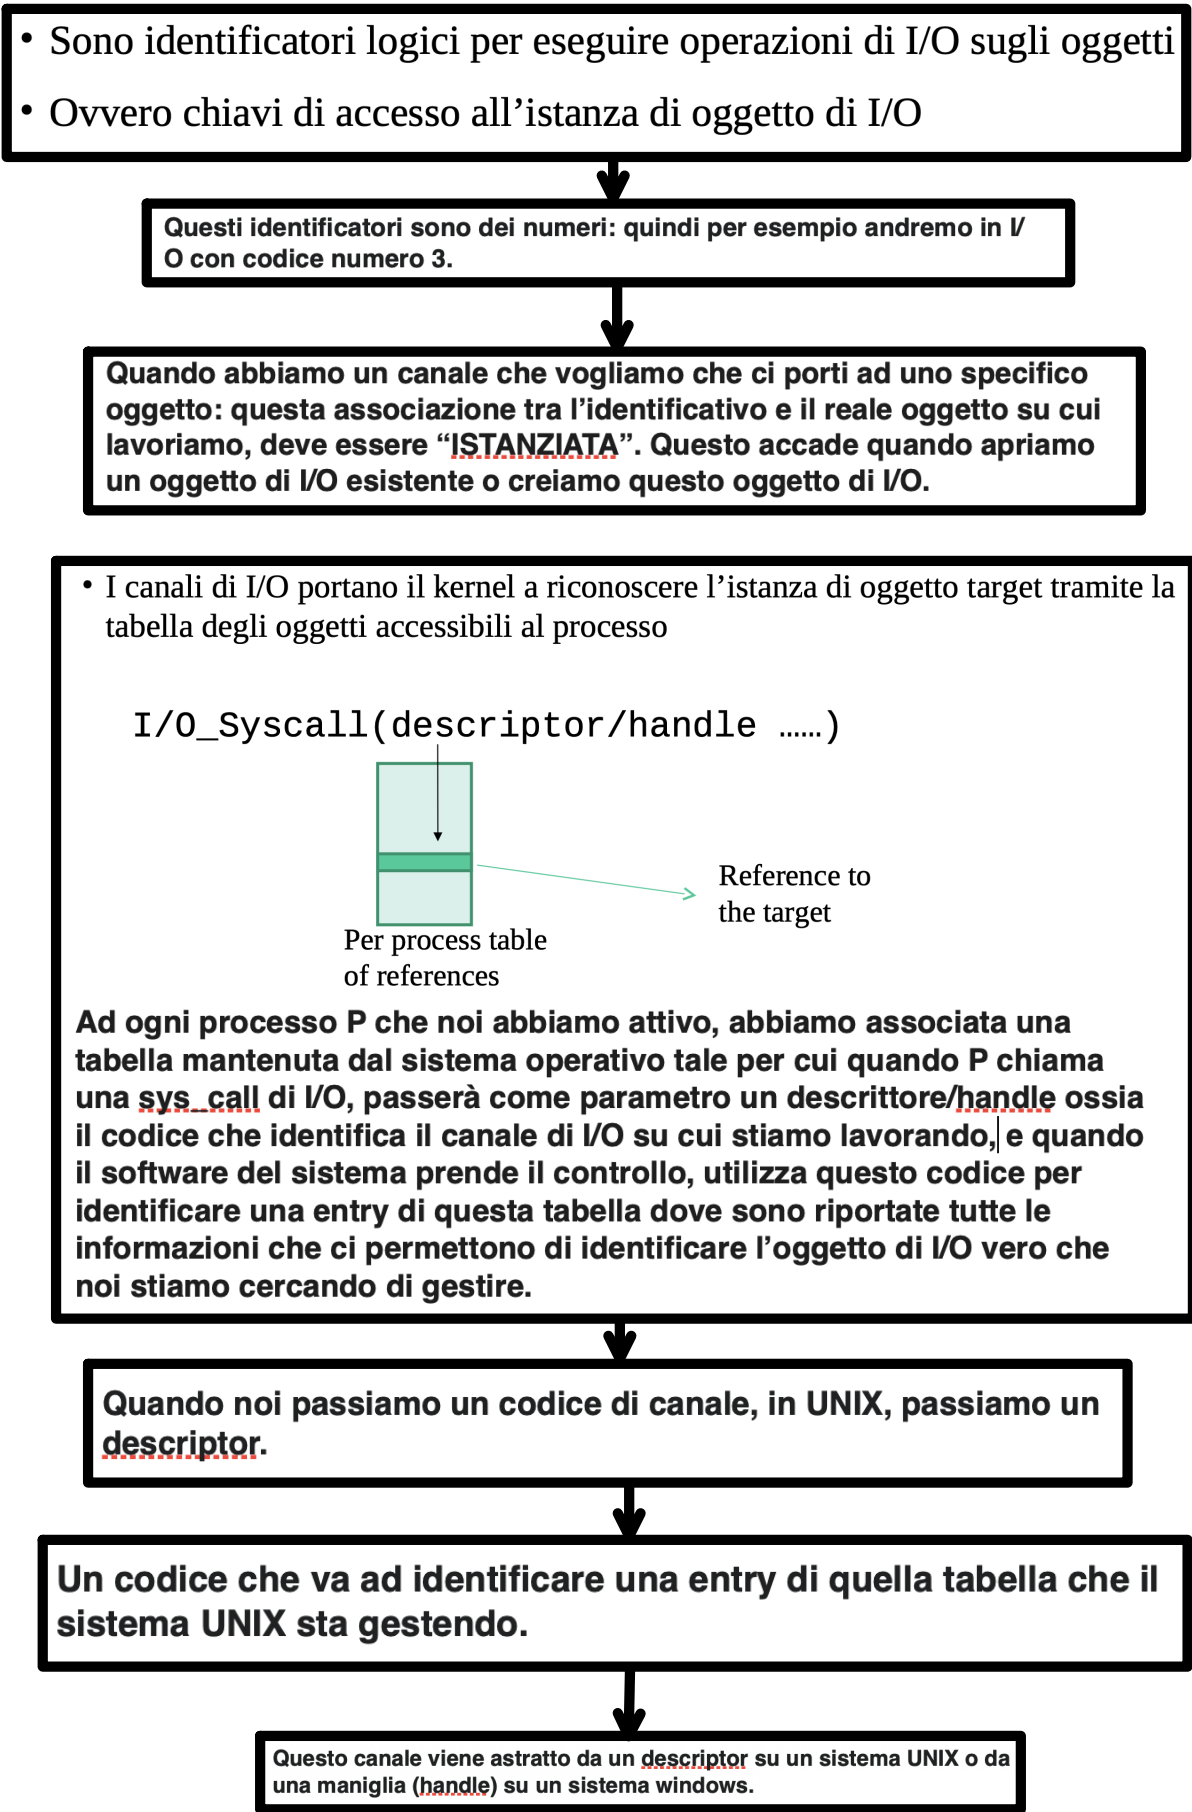 • Sono identificatori logici per eseguire operazioni di I/O sugli oggetti
• Ovvero chiavi di accesso all’istanza di oggetto di I/O
Questi identificatori sono dei numeri: quindi per esempio andremo in I/
O con codice numero 3.
Quando abbiamo un canale che vogliamo che ci porti ad uno specifico
oggetto: questa associazione tra l’identificativo e il reale oggetto su cui
lavoriamo, deve essere “ISTANZIATA”. Questo accade quando apriamo
un oggetto di I/O esistente o creiamo questo oggetto di I/O.
• I canali di I/O portano il kernel a riconoscere l’istanza di oggetto target tramite la
tabella degli oggetti accessibili al processo
I/O_Syscall(descriptor/handle ……)
Reference to
the target
Per process table
of references
Ad ogni processo P che noi abbiamo attivo, abbiamo associata una
tabella mantenuta dal sistema operativo tale per cui quando P chiama
una sys_call di I/O, passerà come parametro un descrittore/handle ossia
il codice che identifica il canale di I/O su cui stiamo lavorando, e quando
il software del sistema prende il controllo, utilizza questo codice per
identificare una entry di questa tabella dove sono riportate tutte le
informazioni che ci permettono di identificare l’oggetto di I/O vero che
noi stiamo cercando di gestire.
Quando noi passiamo un codice di canale, in UNIX, passiamo un
descriptor.
Un codice che va ad identificare una entry di quella tabella che il
sistema UNIX sta gestendo.
Questo canale viene astratto da un descriptor su un sistema UNIX o da
una maniglia (handle) su un sistema windows.